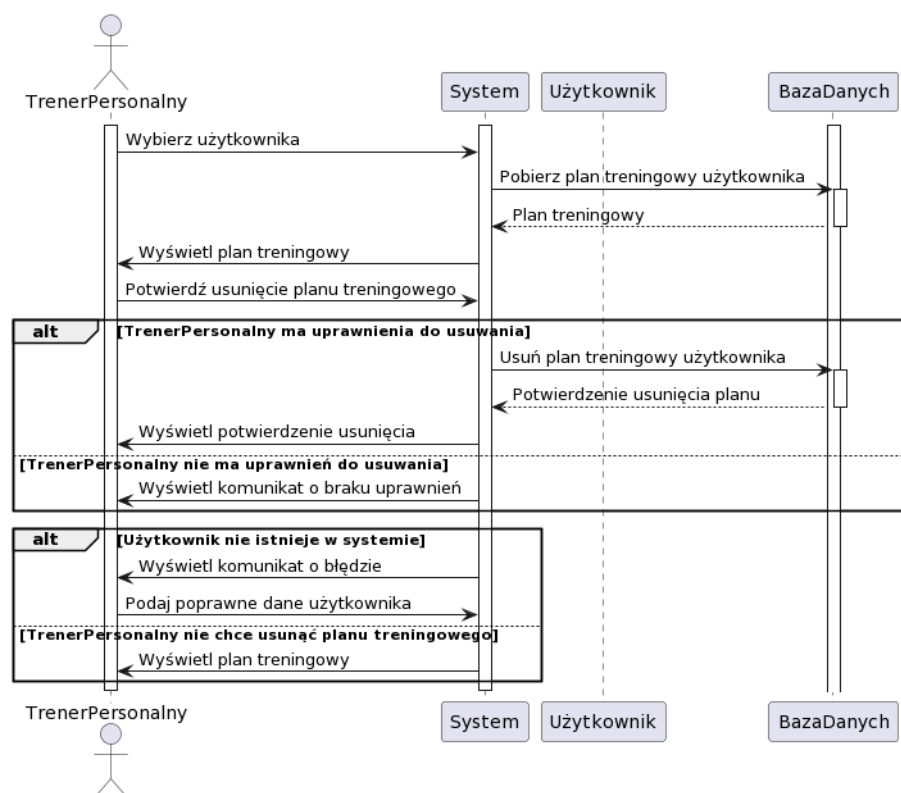 TrenerPersonalny
System
Użytkownik
BazaDanych
Wybierz użytkownika
Pobierz plan treningowy użytkownika
Plan treningowy
Wyświetl plan treningowy
Potwierdź usunięcie planu treningowego
alt [TrenerPersonalny ma uprawnienia do usuwania]
Usuń plan treningowy użytkownika
Potwierdzenie usunięcia planu
Wyświetl potwierdzenie usunięcia
[TrenerPersonalny nie ma uprawnień do usuwania]
Wyświetl komunikat o braku uprawnień
alt [Użytkownik nie istnieje w systemie]
Wyświetl komunikat o błędzie
Podaj poprawne dane użytkownika
[TrenerPersonalny nie chce usunąć planu treningowego]
Wyświetl plan treningowy
TrenerPersonalny
System
Użytkownik
BazaDanych